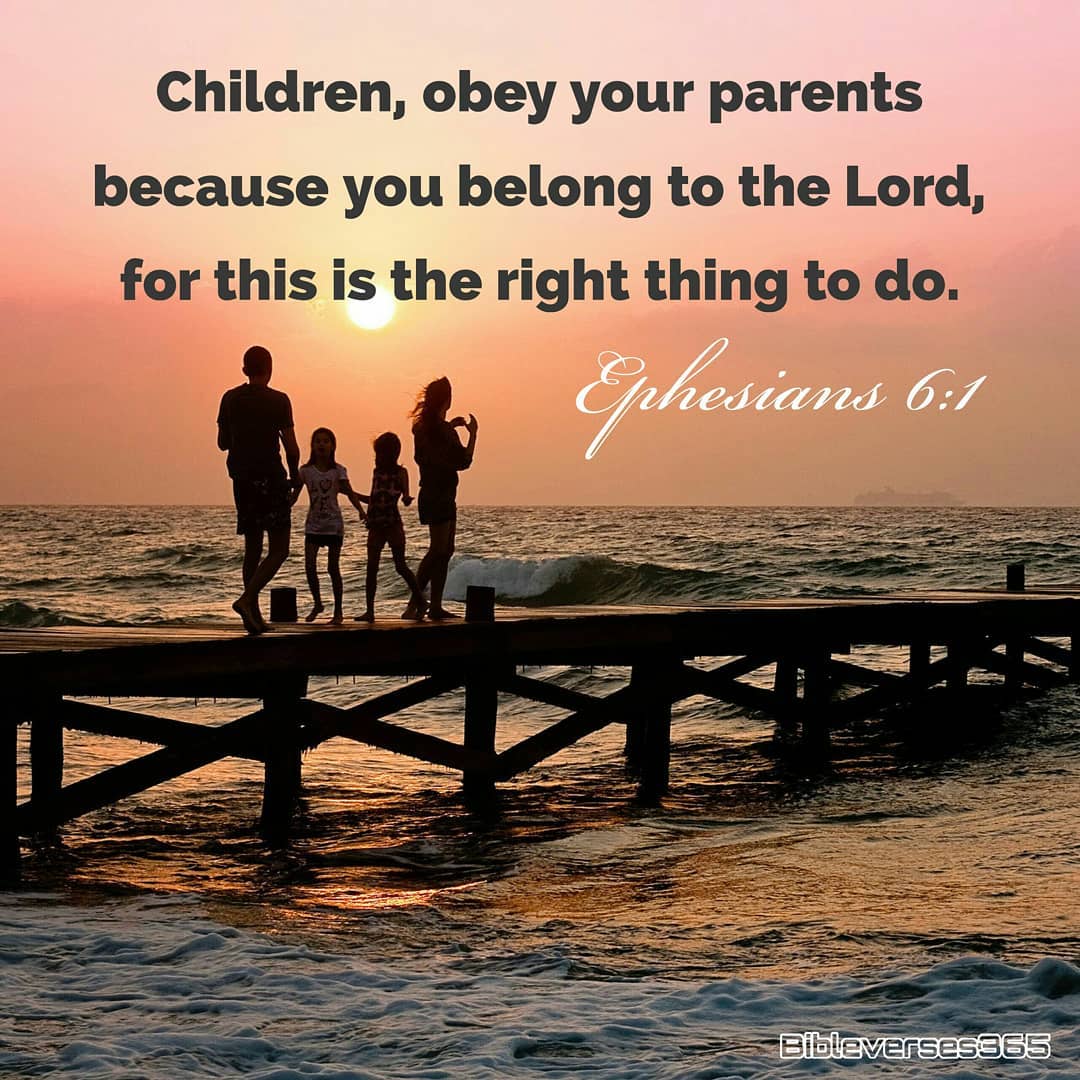 Children, obey your parents
because you belong to the Lord,
for this is the right thing to do.
Ephesians 6:1
Bibleverses365